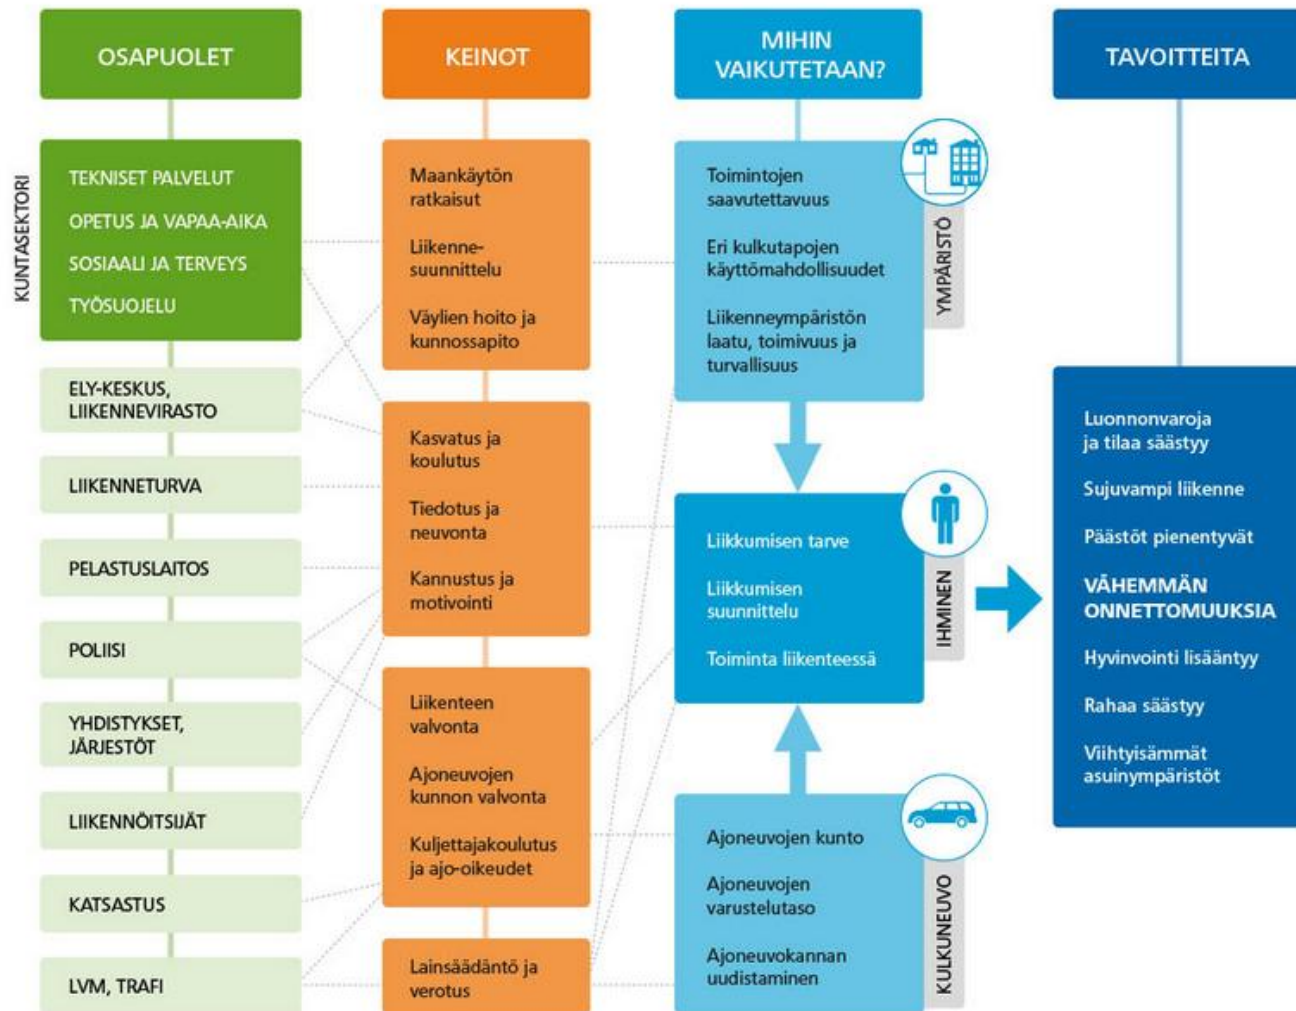 OSAPUOLET
KUNTASEKTORI
TEKNISET PALVELUT
OPETUS JA VAPAA-AIKA
SOSIAALI JA TERVEYS
TYÖSUOJELU
ELY-KESKUS,
LIIKENNEVIRASTO
LIIKENNETURVA
PELASTUSLAITOS
POLIISI
YHDISTYKSET,
JÄRJESTÖT
LIIKENNÖITSIJÄT
KATSASTUS
LVM, TRAFI
KEINOT
Maankäytön
ratkaisut
Liikenne-
suunnittelu
Väylien hoito ja
kunnossapito
Kasvatus ja
koulutus
Tiedotus ja
neuvonta
Kannustus ja
motivointi
Liikenteen
valvonta
Ajoneuvojen
kunnon valvonta
Kuljettajakoulutus
ja ajo-oikeudet
Lainsäädäntö ja
verotus
MIHIN
VAIKUTETAAN?
Toimintojen
saavutettavuus
Eri kulkutapojen
käyttömahdollisuudet
Liikenneympäristön
laatu, toimivuus ja
turvallisuus
YMPÄRISTÖ
Liikkumisen tarve
Liikkumisen
suunnittelu
Toiminta liikenteessä
IHMINEN
Ajoneuvojen kunto
Ajoneuvojen
varustelutaso
Ajoneuvokannan
uudistaminen
KULKUNEUVO
TAVOITTEITA
Luonnonvaroja
ja tilaa säästyy
Sujuvampi liikenne
Päästöt pienentyvät
VÄHEMMÄN
ONNETTOMUUKSIA
Hyvinvointi lisääntyy
Rahaa säästyy
Viihtyisämmät
asuinympäristöt